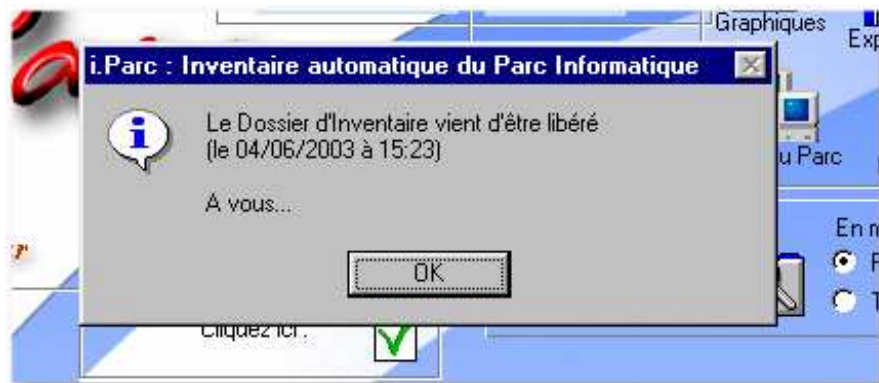 Graphiques
i.Parc : Inventaire automatique du Parc Informatique
Le Dossier d'Inventaire vient d'être libéré
(le 04/06/2003 à 15:23)
u Parc
A vous...
OK
Cliquez ici :